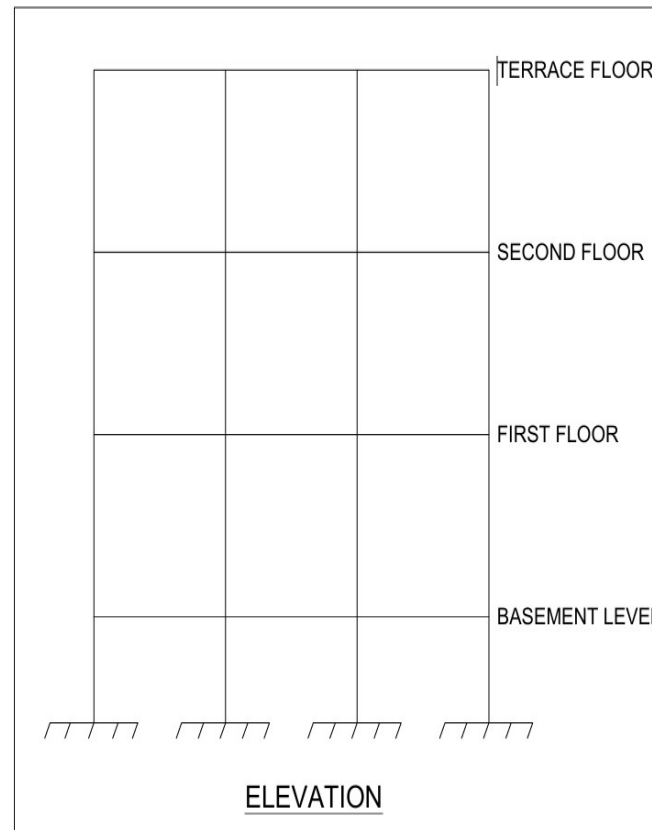 TERRACE FLOOR
SECOND FLOOR
FIRST FLOOR
BASEMENT LEVEL
ELEVATION